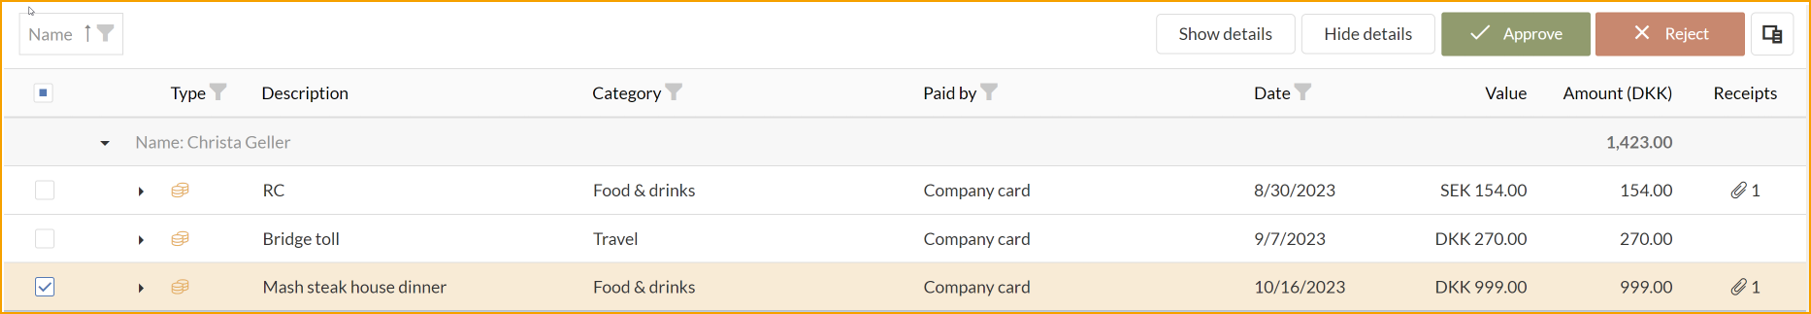 Name Show details Hide details Approve Reject
Type Description Category Paid by Date Value Amount (DKK) Receipts
Name: Christa Geller 1,423.00
RC Food & drinks Company card 8/30/2023 SEK 154.00 154.00 1
Bridge toll Travel Company card 9/7/2023 DKK 270.00 270.00
Mash steak house dinner Food & drinks Company card 10/16/2023 DKK 999.00 999.00 1